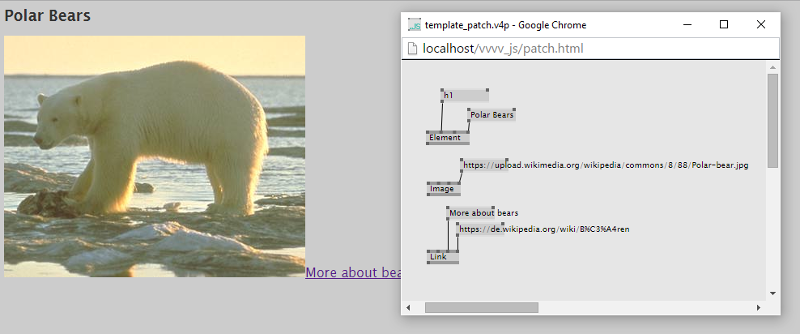 Polar Bears
More about bea
template_patch.v4p - Google Chrome
localhost/vvvv_js/patch.html
h1
Polar Bears
Element
https://upload.wikimedia.org/wikipedia/commons/8/88/Polar-bear.jpg
Image
More about bears
https://de.wikipedia.org/wiki/B%C3%A4ren
Link